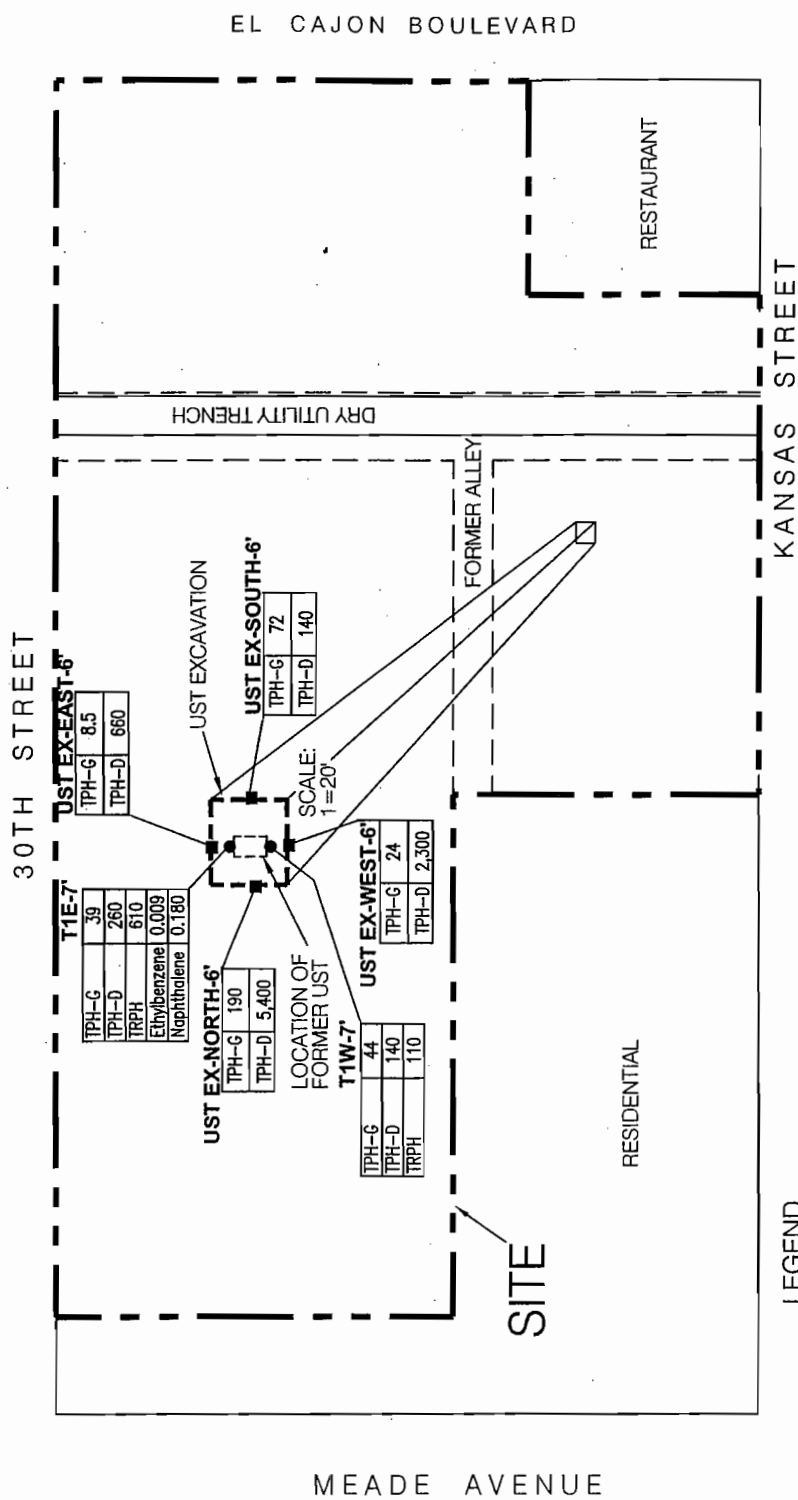 EL CAJON BOULEVARD
30TH STREET
RESTAURANT
KANSAS STREET
DRY UTILITY TRENCH
FORMER ALLEY
UST EX-EAST-6'
TPH-G 8.5
TPH-D 660
UST EXCAVATION
UST EX-SOUTH-6'
TPH-G 72
TPH-D 140
SCALE:
1=20'
T1E-7'
TPH-G 39
TPH-D 260
TRPH 610
Ethylbenzene 0.009
Naphthalene 0.180
UST EX-WEST-6'
TPH-G 24
TPH-D 2,300
UST EX-NORTH-6'
TPH-G 190
TPH-D 5,400
LOCATION OF
FORMER UST
T1W-7'
TPH-G 44
TPH-D 140
TRPH 110
RESIDENTIAL
SITE
LEGEND
MEADE AVENUE